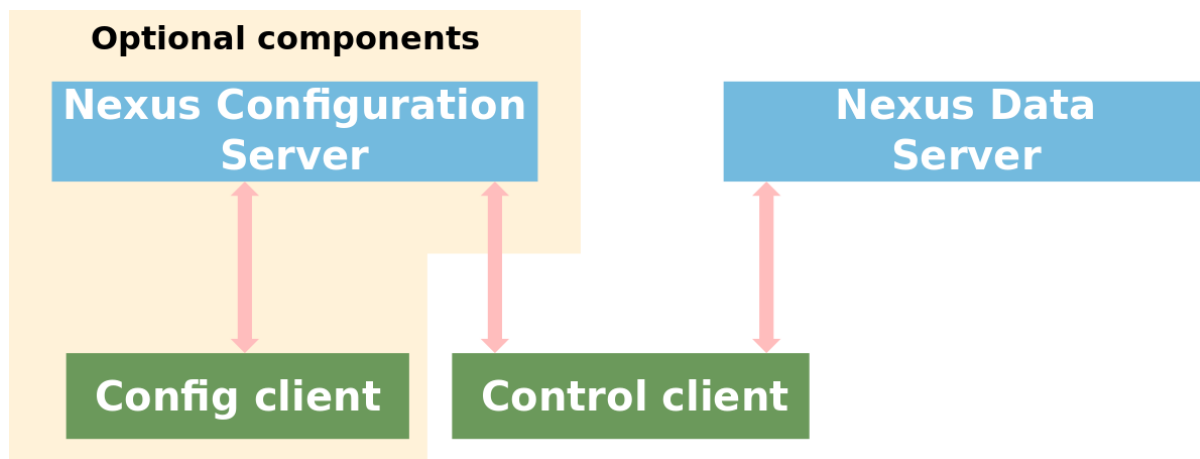 Optional components
Nexus Configuration
Server
Nexus Data
Server
Config client
Control client